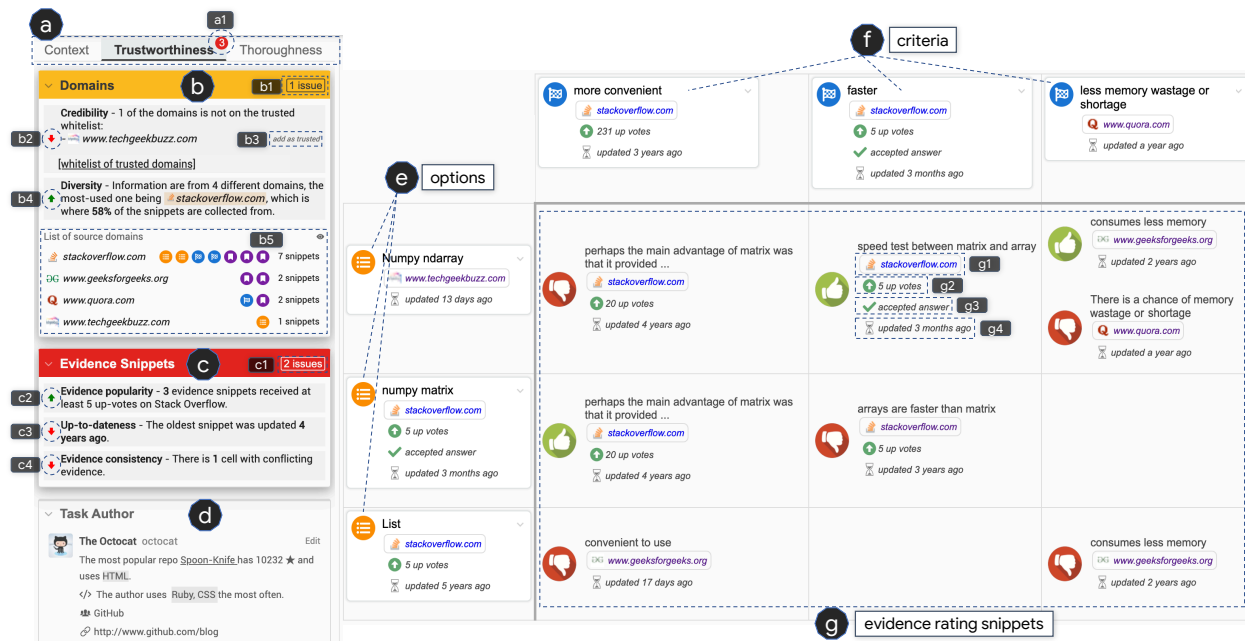 a
a1
Context
Trustworthiness
3
Thoroughness
Domains
b
b1
1 issue
Credibility - 1 of the domains is not on the trusted
whitelist:
b2
- www.techgeekbuzz.com
b3
add as trusted
[whitelist of trusted domains]
b4
Diversity - Information are from 4 different domains, the
most-used one being stackoverflow.com, which is
where 58% of the snippets are collected from.
List of source domains
b5
stackoverflow.com
7 snippets
www.geeksforgeeks.org
2 snippets
www.quora.com
2 snippets
www.techgeekbuzz.com
1 snippets
Evidence Snippets
c
c1
2 issues
c2
Evidence popularity - 3 evidence snippets received at
least 5 up-votes on Stack Overflow.
c3
Up-to-dateness - The oldest snippet was updated 4
years ago.
c4
Evidence consistency - There is 1 cell with conflicting
evidence.
Task Author
d
The Octocat octocat
Edit
The most popular repo Spoon-Knife has 10232 ★ and
uses HTML.
</> The author uses Ruby, CSS the most often.
GitHub
http://www.github.com/blog
f
criteria
more convenient
stackoverflow.com
231 up votes
updated 3 years ago
faster
stackoverflow.com
5 up votes
accepted answer
updated 3 months ago
less memory wastage or
shortage
www.quora.com
updated a year ago
e
options
Numpy ndarray
www.techgeekbuzz.com
updated 13 days ago
perhaps the main advantage of matrix was
that it provided ...
stackoverflow.com
20 up votes
updated 4 years ago
speed test between matrix and array
stackoverflow.com
g1
5 up votes
g2
accepted answer
g3
updated 3 months ago
g4
consumes less memory
www.geeksforgeeks.org
updated 2 years ago
There is a chance of memory
wastage or shortage
www.quora.com
updated a year ago
numpy matrix
stackoverflow.com
5 up votes
accepted answer
updated 3 months ago
perhaps the main advantage of matrix was
that it provided ...
stackoverflow.com
20 up votes
updated 4 years ago
arrays are faster than matrix
stackoverflow.com
5 up votes
updated 3 years ago
List
stackoverflow.com
5 up votes
updated 5 years ago
convenient to use
www.geeksforgeeks.org
updated 17 days ago
consumes less memory
www.geeksforgeeks.org
updated 2 years ago
g
evidence rating snippets